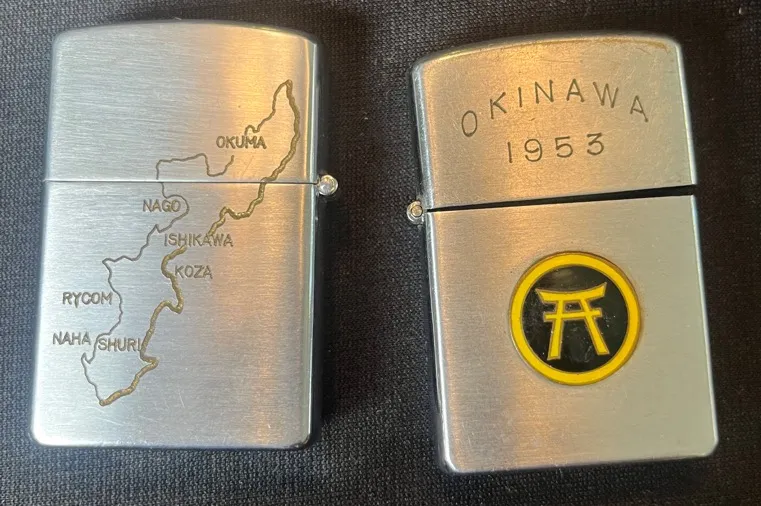 OKUMA
NAGO
ISHIKAWA
KOZA
RYCOM
NAHA SHURI
OKINAWA
1953